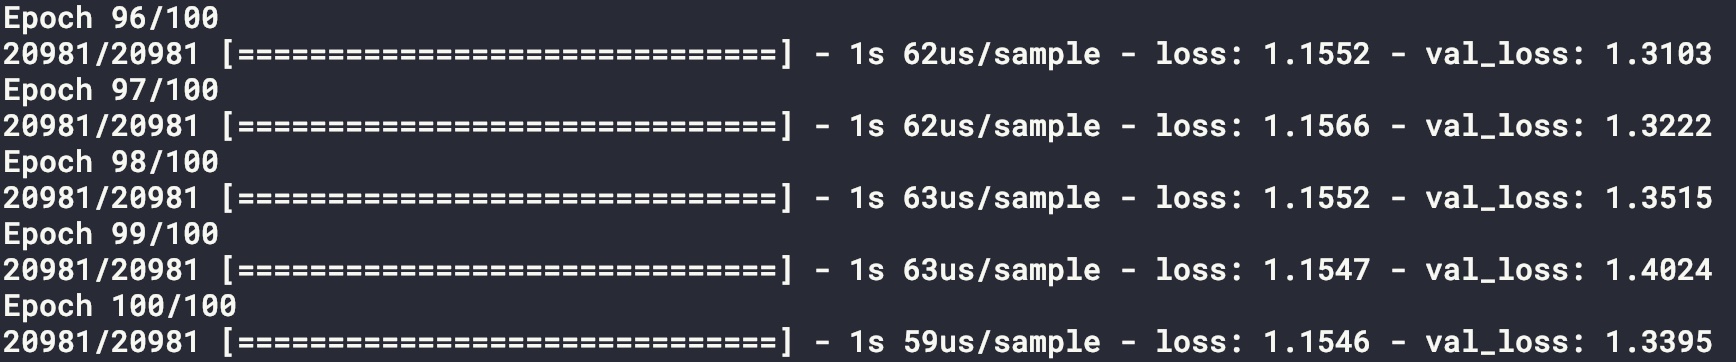 Epoch 96/100
20981/20981 [==============================] - 1s 62us/sample - loss: 1.1552 - val_loss: 1.3103
Epoch 97/100
20981/20981 [==============================] - 1s 62us/sample - loss: 1.1566 - val_loss: 1.3222
Epoch 98/100
20981/20981 [==============================] - 1s 63us/sample - loss: 1.1552 - val_loss: 1.3515
Epoch 99/100
20981/20981 [==============================] - 1s 63us/sample - loss: 1.1547 - val_loss: 1.4024
Epoch 100/100
20981/20981 [==============================] - 1s 59us/sample - loss: 1.1546 - val_loss: 1.3395